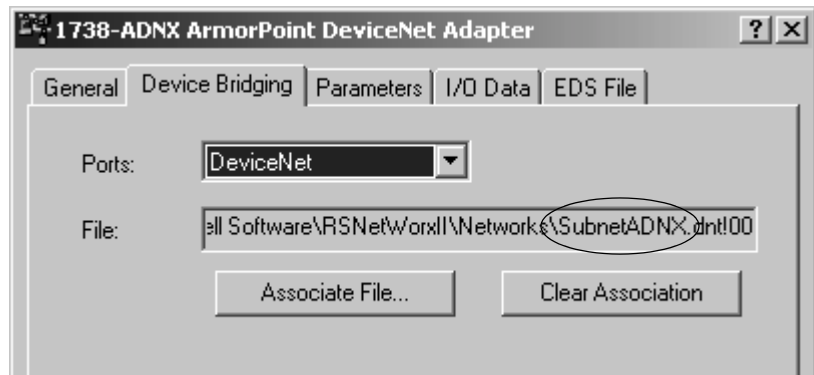 1738-ADNX ArmorPoint DeviceNet Adapter ? X
General Device Bridging Parameters I/O Data EDS File
Ports: DeviceNet
File: ell Software\RSNetWorxII\Networks\SubnetADNX.dnt!00
Associate File... Clear Association